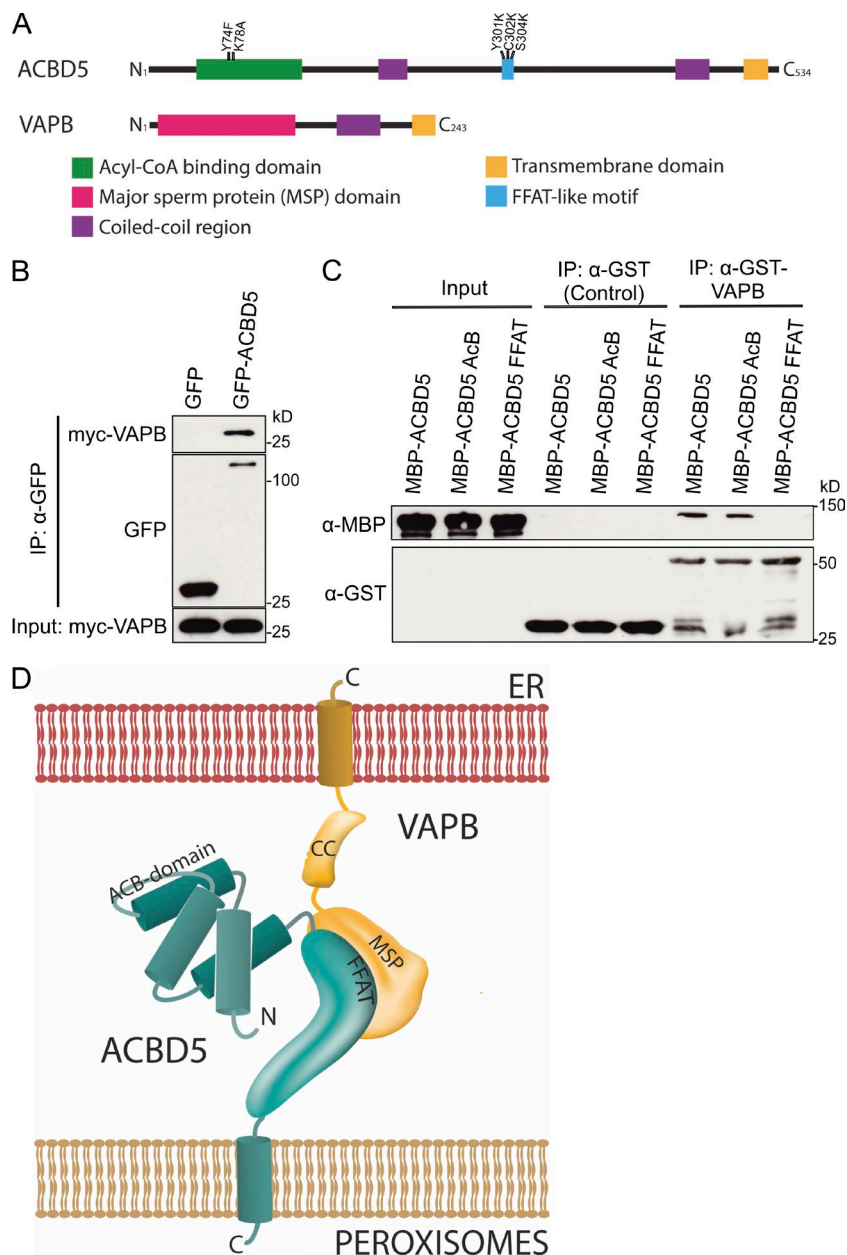 A
Y74F
K78A
Y301K
C302K
S304K
ACBD5
N1
C534
VAPB
N1
C243
Acyl-CoA binding domain
Transmembrane domain
Major sperm protein (MSP) domain
FFAT-like motif
Coiled-coil region
B
GFP
GFP-ACBD5
kD
IP: α-GFP
myc-VAPB
-25
-100
GFP
-25
Input: myc-VAPB
-25
C
Input
IP: α-GST
(Control)
IP: α-GST-
VAPB
MBP-ACBD5
MBP-ACBD5 AcB
MBP-ACBD5 FFAT
MBP-ACBD5
MBP-ACBD5 AcB
MBP-ACBD5 FFAT
MBP-ACBD5
MBP-ACBD5 AcB
MBP-ACBD5 FFAT
kD
α-MBP
150
α-GST
-50
-25
D
C
ER
VAPB
CC
ACB-domain
MSP
FFAT
N
ACBD5
C
PEROXISOMES